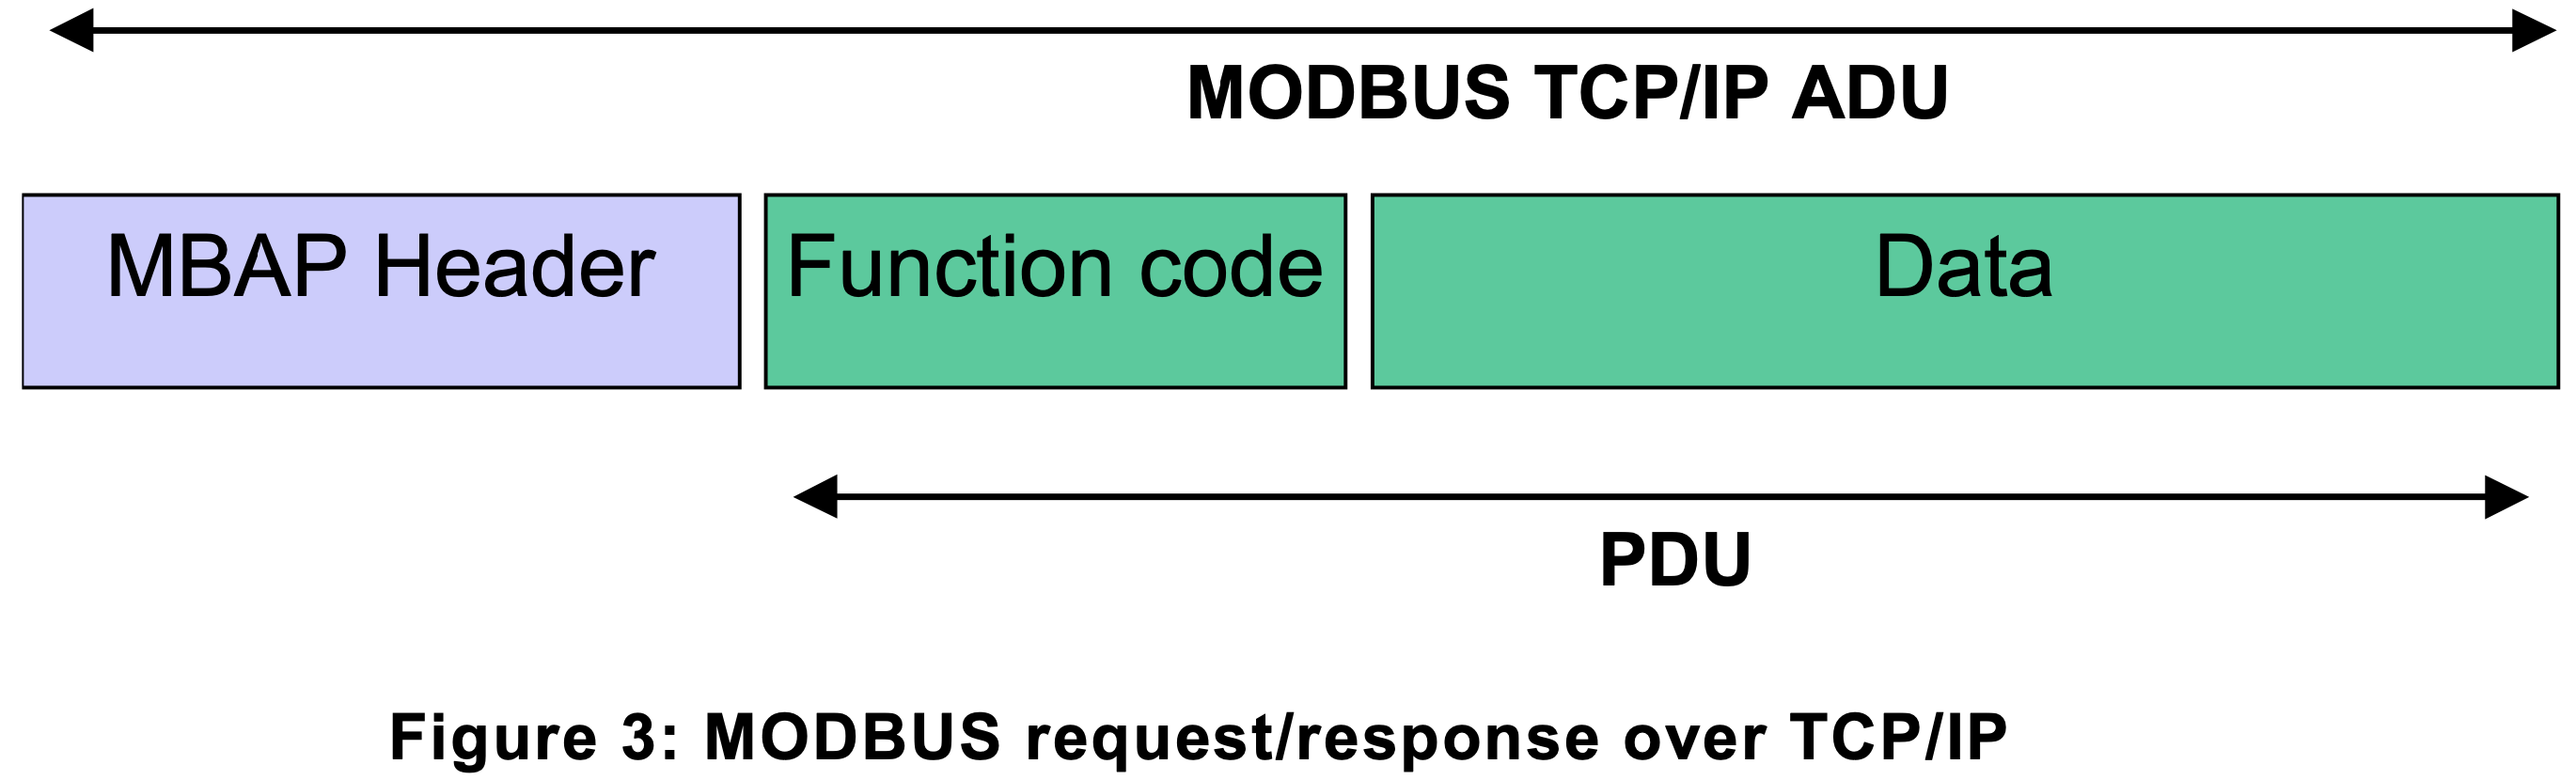 MODBUS TCP/IP ADU
MBAP Header
Function code
Data
PDU
Figure 3: MODBUS request/response over TCP/IP